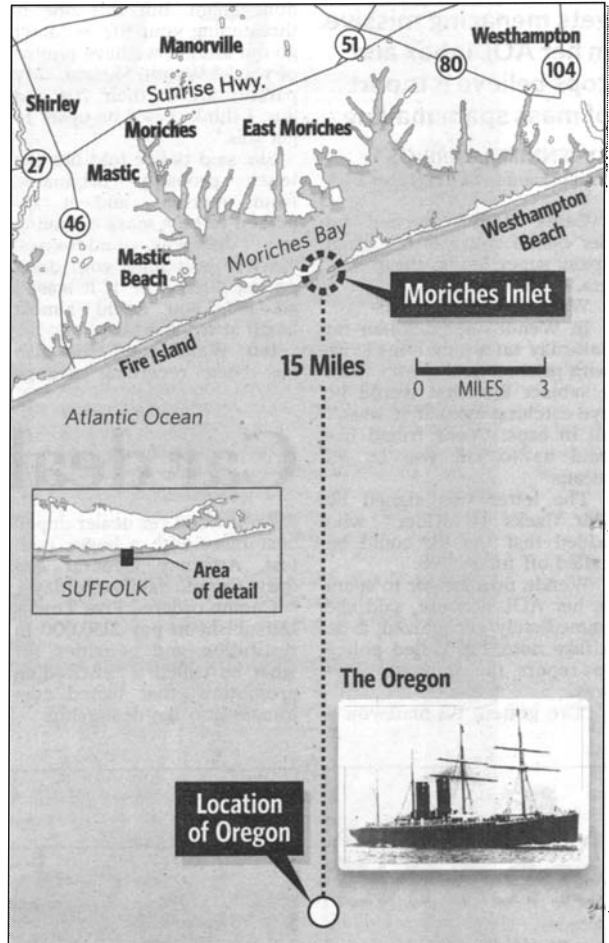 Manorville
51
Westhampton
80
104
Sunrise Hwy.
Shirley
Moriches
East Moriches
27
Mastic
46
Mastic
Beach
Moriches Bay
Westhampton
Beach
Moriches Inlet
Fire Island
15 Miles
0 MILES 3
Atlantic Ocean
SUFFOLK
Area
of detail
The Oregon
Location
of Oregon